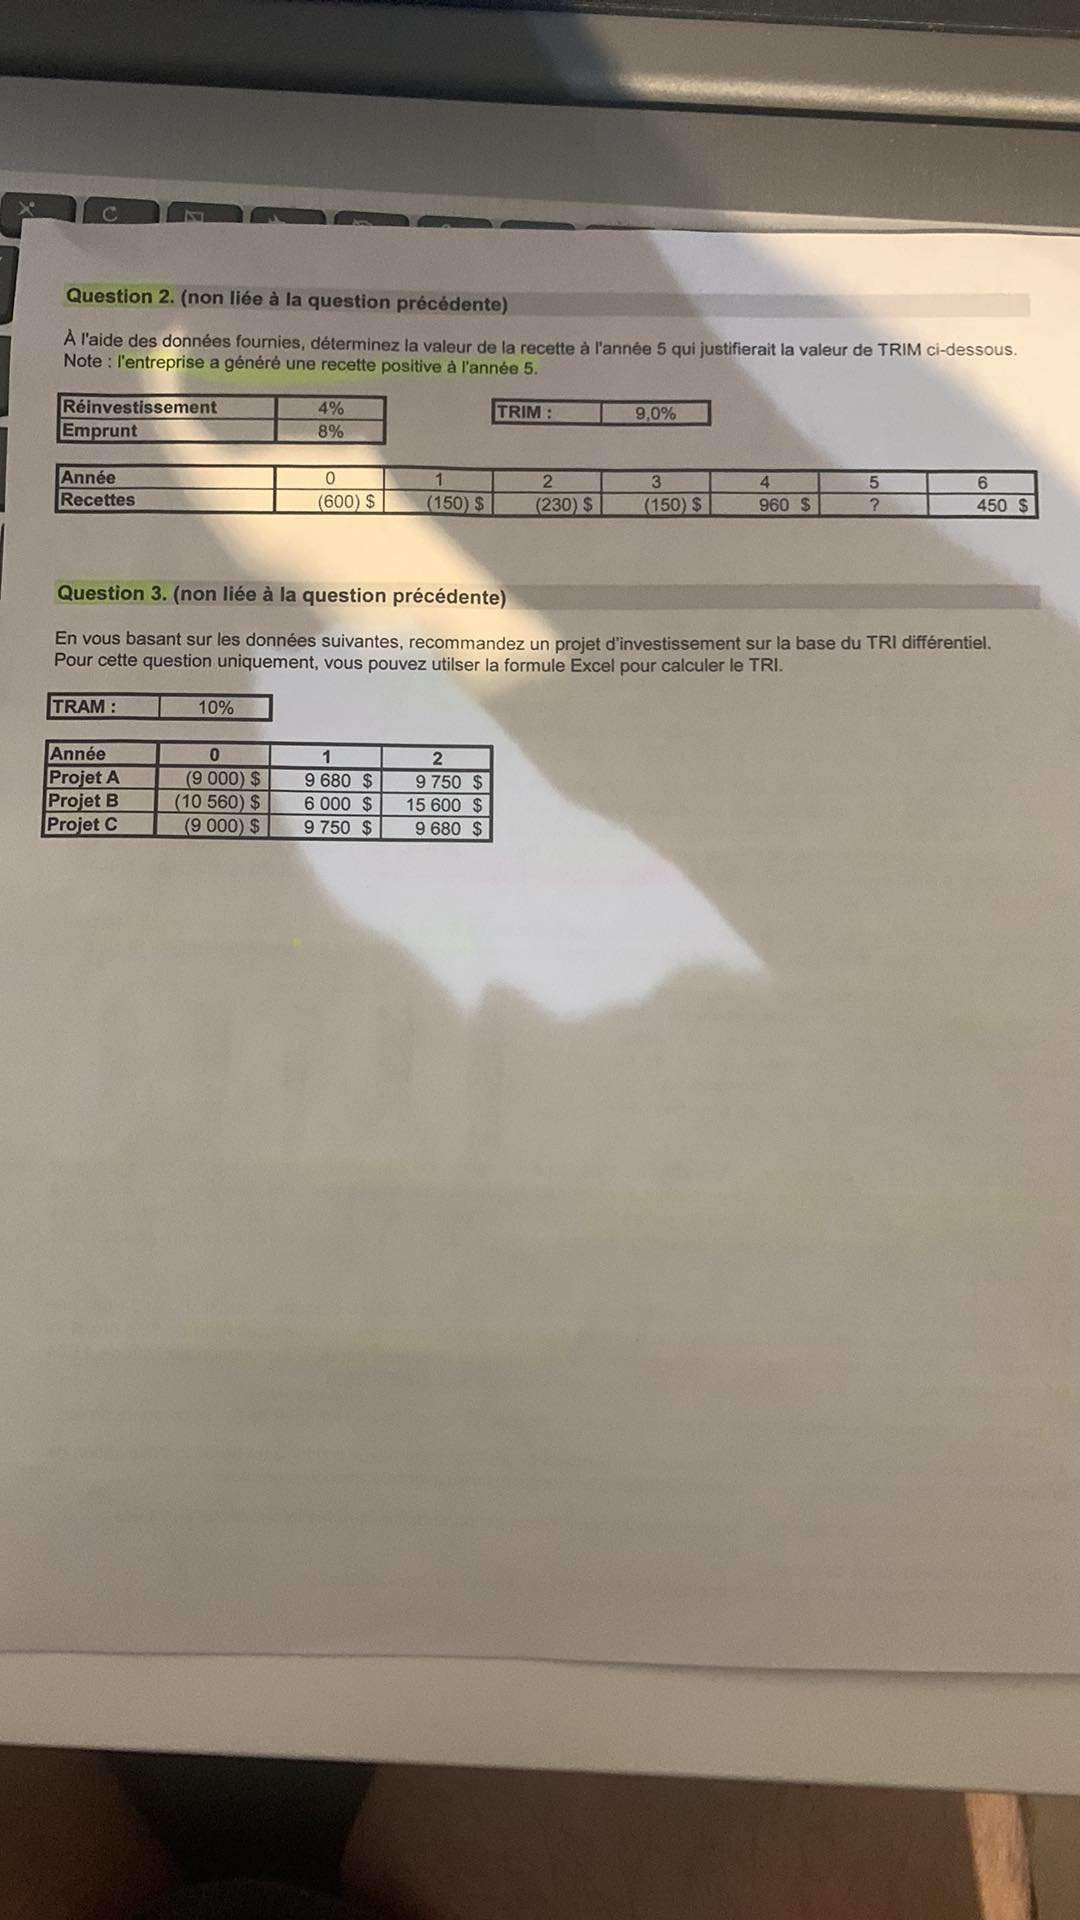 X C
Question 2. (non liée à la question précédente)
À l'aide des données fournies, déterminez la valeur de la recette à l'année 5 qui justifierait la valeur de TRIM ci-dessous.
Note : l'entreprise a généré une recette positive à l'année 5.
Réinvestissement 4% TRIM : 9,0%
Emprunt 8%
Année 0 1 2 3 4 5 6
Recettes (600) $ (150) $ (230) $ (150) $ 960 $ ? 450 $
Question 3. (non liée à la question précédente)
En vous basant sur les données suivantes, recommandez un projet d'investissement sur la base du TRI différentiel.
Pour cette question uniquement, vous pouvez utilser la formule Excel pour calculer le TRI.
TRAM : 10%
Année 0 1 2
Projet A (9 000) $ 9 680 $ 9 750 $
Projet B (10 560) $ 6 000 $ 15 600 $
Projet C (9 000) $ 9 750 $ 9 680 $